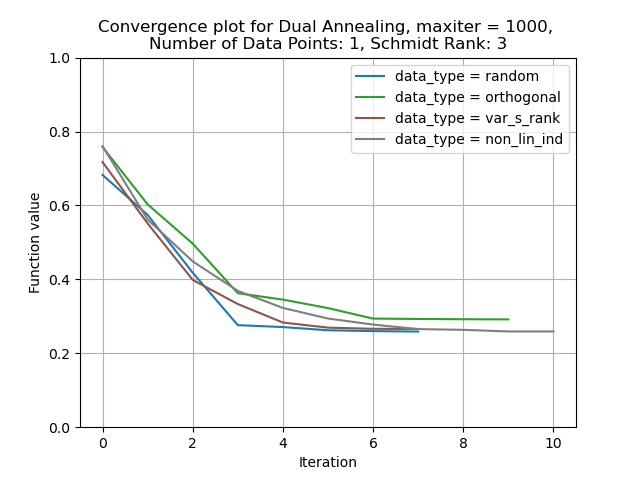 Convergence plot for Dual Annealing, maxiter = 1000,
Number of Data Points: 1, Schmidt Rank: 3
data_type = random
data_type = orthogonal
data_type = var_s_rank
data_type = non_lin_ind
1.0
0.8
0.6
0.4
0.2
0.0
Function value
0 2 4 6 8 10
Iteration